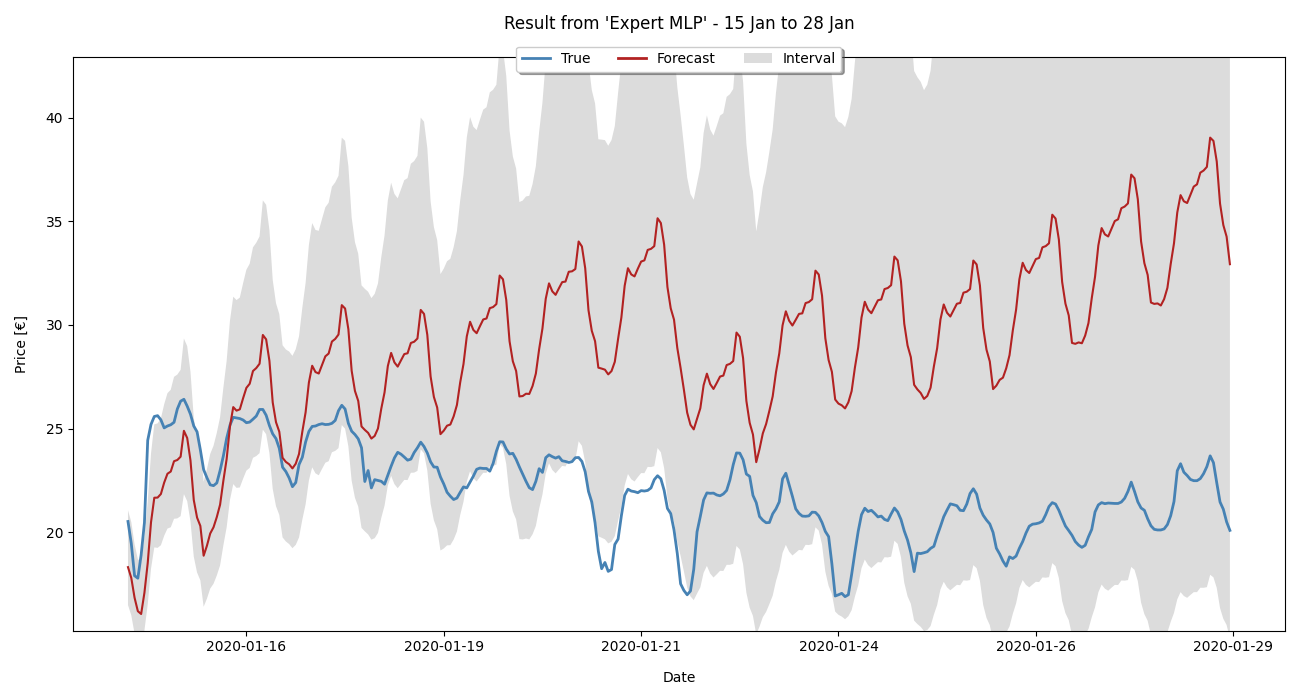 Result from 'Expert MLP' - 15 Jan to 28 Jan
True Forecast Interval
Price [€]
40
35
30
25
20
2020-01-16 2020-01-19 2020-01-21 2020-01-24 2020-01-26 2020-01-29
Date